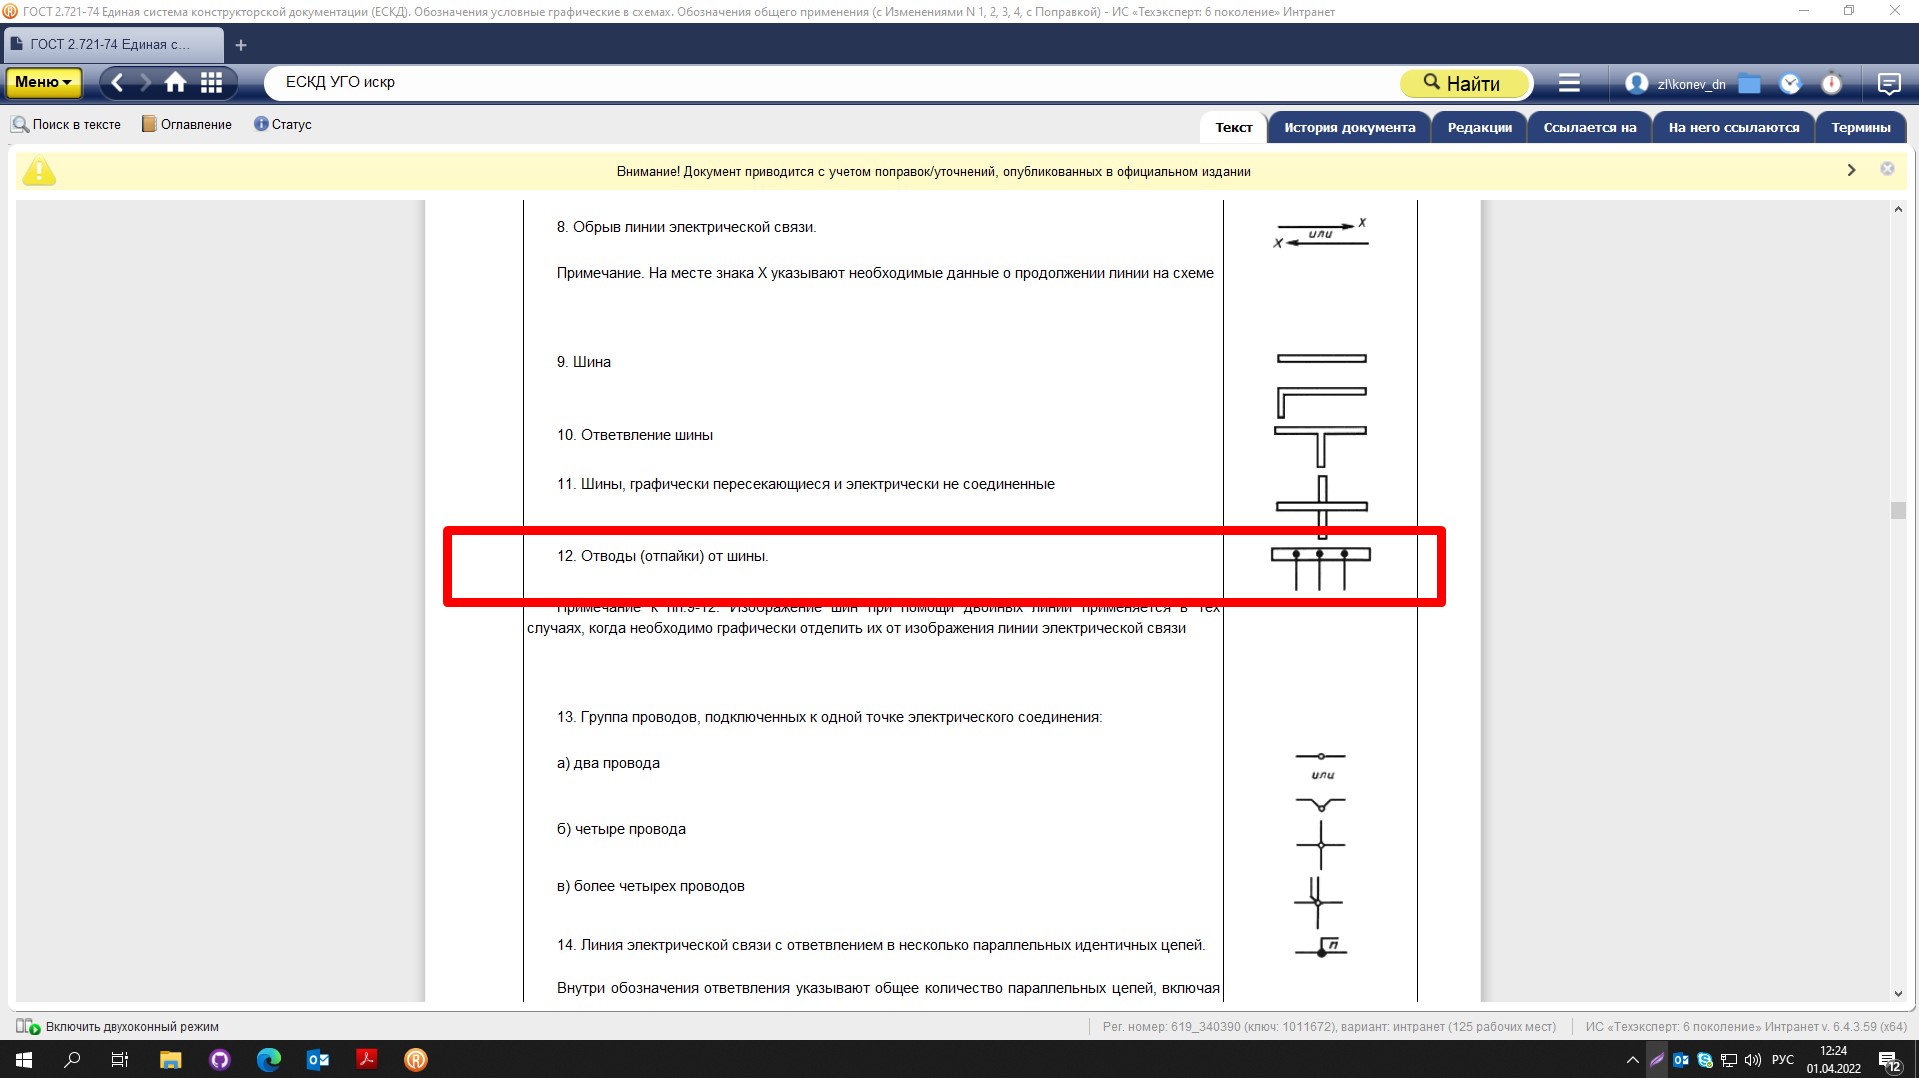 ГОСТ 2.721-74 Единая система конструкторской документации (ЕСКД). Обозначения условные графические в схемах. Обозначения общего применения (с Изменениями N 1, 2, 3, 4, с Поправкой) - ИС «Техэксперт: 6 поколение» Интранет
ГОСТ 2.721-74 Единая с...
Меню
ЕСКД УГО искр
Найти
zl\konev_dn
Поиск в тексте
Оглавление
Статус
Текст
История документа
Редакции
Ссылается на
На него ссылаются
Термины
Внимание! Документ приводится с учетом поправок/уточнений, опубликованных в официальном издании
8. Обрыв линии электрической связи.
X
или
X
Примечание. На месте знака X указывают необходимые данные о продолжении линии на схеме
9. Шина
10. Ответвление шины
11. Шины, графически пересекающиеся и электрически не соединенные
12. Отводы (отпайки) от шины.
Примечание к пп.9-12. Изображение шин при помощи двойных линий применяется в тех
случаях, когда необходимо графически отделить их от изображения линии электрической связи
13. Группа проводов, подключенных к одной точке электрического соединения:
а) два провода
или
б) четыре провода
в) более четырех проводов
14. Линия электрической связи с ответвлением в несколько параллельных идентичных цепей.
n
Внутри обозначения ответвления указывают общее количество параллельных цепей, включая
Включить двухоконный режим
Рег. номер: 619_340390 (ключ: 1011672), вариант: интранет (125 рабочих мест)
ИС «Техэксперт: 6 поколение» Интранет v. 6.4.3.59 (x64)
РУС
12:24
01.04.2022
12